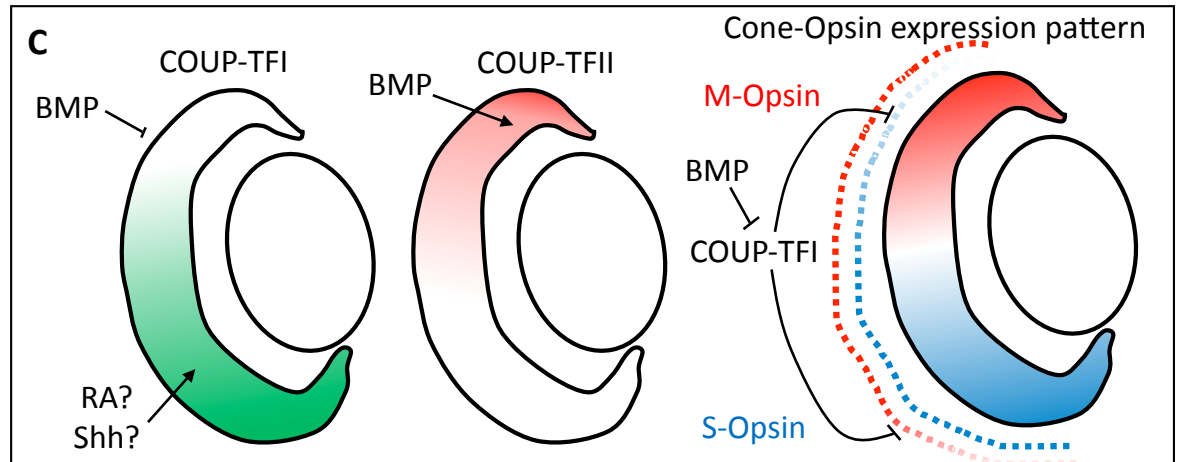 C
COUP-TFI
BMP
RA?
Shh?
COUP-TFII
BMP
Cone-Opsin expression pattern
M-Opsin
BMP
COUP-TFI
S-Opsin